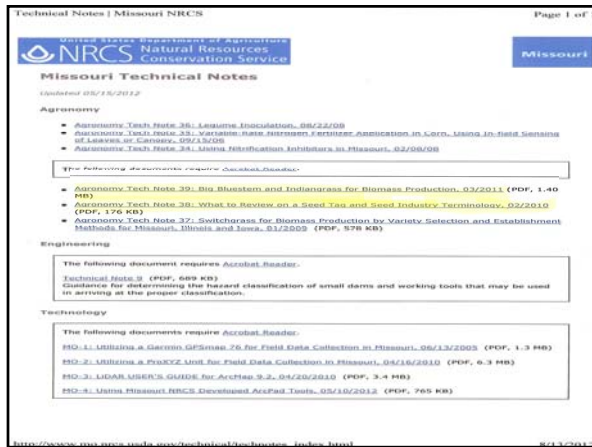 Technical Notes | Missouri NRCS
Page 1 of
United States Department of Agriculture
NRCS Natural Resources
Conservation Service
Missouri
Missouri Technical Notes
Updated 05/15/2012
Agronomy
• Agronomy Tech Note 36: Legume Inoculation, 08/22/08
• Agronomy Tech Note 35: Variable-Rate Nitrogen Fertilizer Application in Corn, Using In-field Sensing
of Leaves or Canopy, 09/15/06
• Agronomy Tech Note 34: Using Nitrification Inhibitors in Missouri, 02/08/08
The following documents require Acrobat Reader.
• Agronomy Tech Note 39: Big Bluestem and Indiangrass for Biomass Production, 03/2011 (PDF, 1.40
MB)
• Agronomy Tech Note 38: What to Review on a Seed Tag and Seed Industry Terminology, 02/2010
(PDF, 176 KB)
• Agronomy Tech Note 37: Switchgrass for Biomass Production by Variety Selection and Establishment
Methods for Missouri, Illinois and Iowa, 01/2009 (PDF, 578 KB)
Engineering
The following document requires Acrobat Reader.
Technical Note 9 (PDF, 689 KB)
Guidance for determining the hazard classification of small dams and working tools that may be used
in arriving at the proper classification.
Technology
The following documents require Acrobat Reader.
MO-1: Utilizing a Garmin GPSmap 76 for Field Data Collection in Missouri, 06/13/2005 (PDF, 1.3 MB)
MO-2: Utilizing a ProXYZ Unit for Field Data Collection in Missouri, 04/16/2010 (PDF, 6.3 MB)
MO-3: LiDAR USER'S GUIDE for ArcMap 9.2, 04/20/2010 (PDF, 3.4 MB)
MO-4: Using Missouri NRCS Developed ArcPad Tools, 05/10/2012 (PDF, 765 KB)
http://www.mo.nrcs.usda.gov/technical/technotes_index.html
8/13/2012